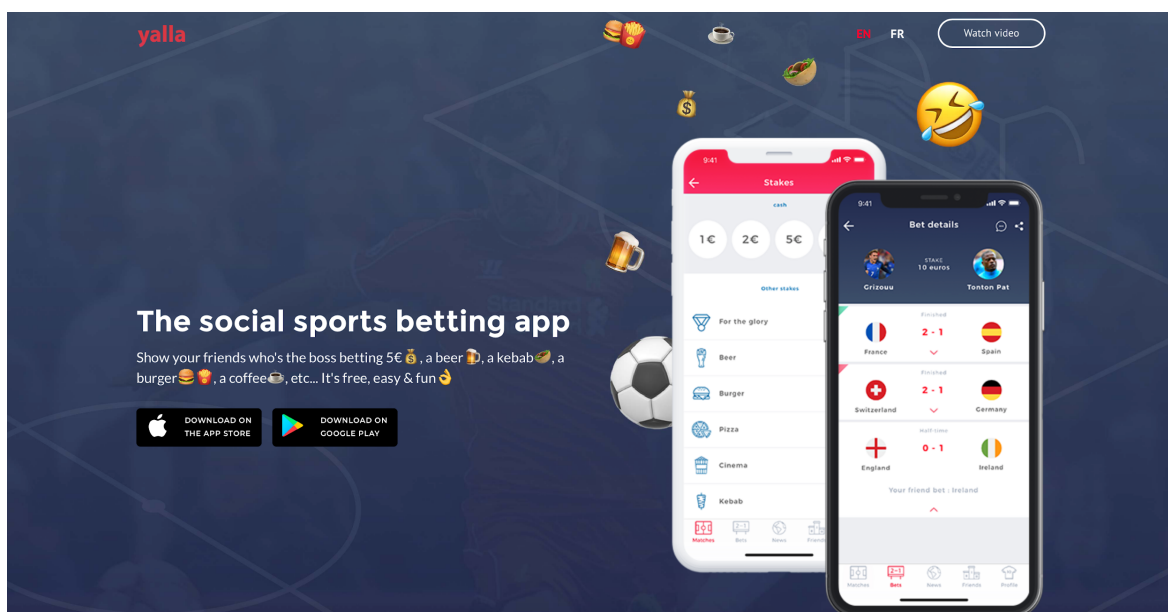 yalla
EN
FR
Watch video
The social sports betting app
Show your friends who's the boss betting 5€💰, a beer🍺, a kebab🥙, a
burger🍔🍟, a coffee☕, etc... It's free, easy & fun👌
DOWNLOAD ON
THE APP STORE
DOWNLOAD ON
GOOGLE PLAY
9:41
Stakes
cash
1€
2€
5€
Other stakes
For the glory
Beer
Burger
Pizza
Cinema
Kebab
Matches
Bets
News
Friends
9:41
Bet details
STAKE
10 euros
Grizouu
Tonton Pat
Finished
2 - 1
France
Spain
Finished
2 - 1
Switzerland
Germany
Half-time
0 - 1
England
Ireland
Your friend bet : Ireland
Matches
Bets
News
Friends
Profile